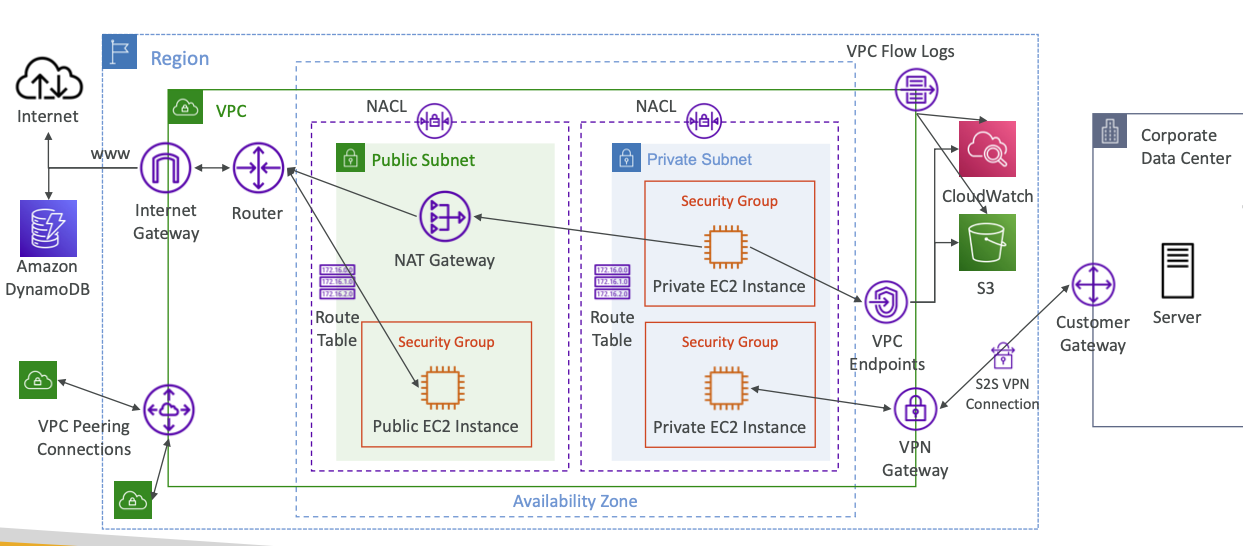 Region
VPC Flow Logs
Internet
VPC
NACL
NACL
www
Public Subnet
Private Subnet
Corporate
Data Center
Internet
Gateway
Router
Security Group
CloudWatch
NAT Gateway
Amazon
DynamoDB
172.16.0.0
172.16.1.0
172.16.2.0
172.16.0.0
172.16.1.0
172.16.2.0
Private EC2 Instance
S3
Route
Table
Route
Table
VPC
Endpoints
Customer
Gateway
Server
Security Group
Security Group
S2S VPN
Connection
VPC Peering
Connections
Public EC2 Instance
Private EC2 Instance
VPN
Gateway
Availability Zone